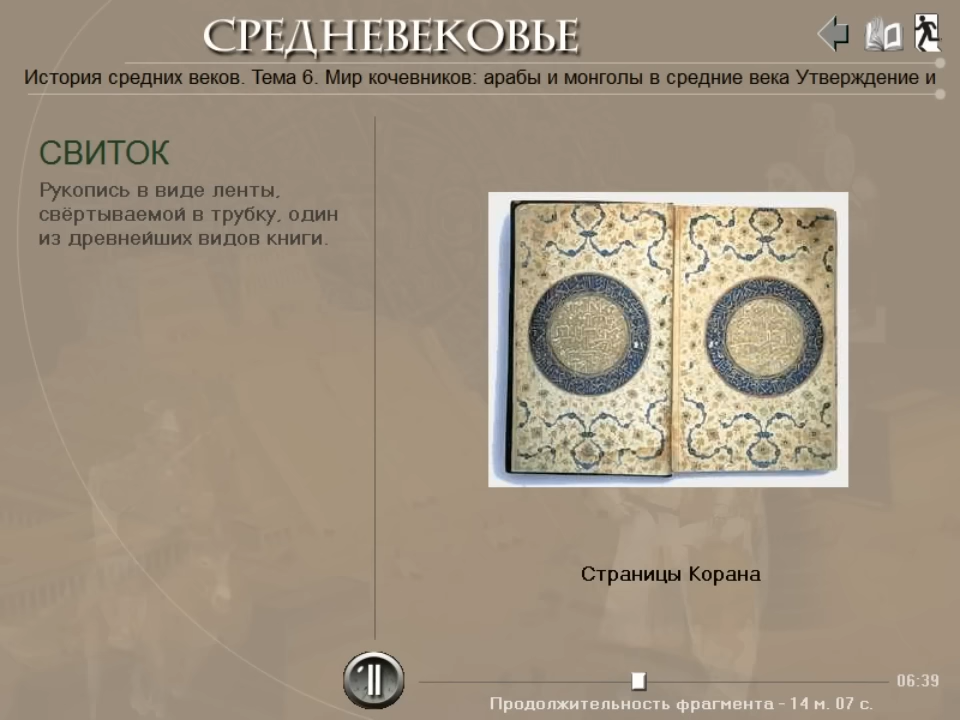 СРЕДНЕВЕКОВЬЕ
История средних веков. Тема 6. Мир кочевников: арабы и монголы в средние века Утверждение и
СВИТОК
Рукопись в виде ленты,
свёртываемой в трубку, один
из древнейших видов книги.
Страницы Корана
06:39
Продолжительность фрагмента - 14 м. 07 с.